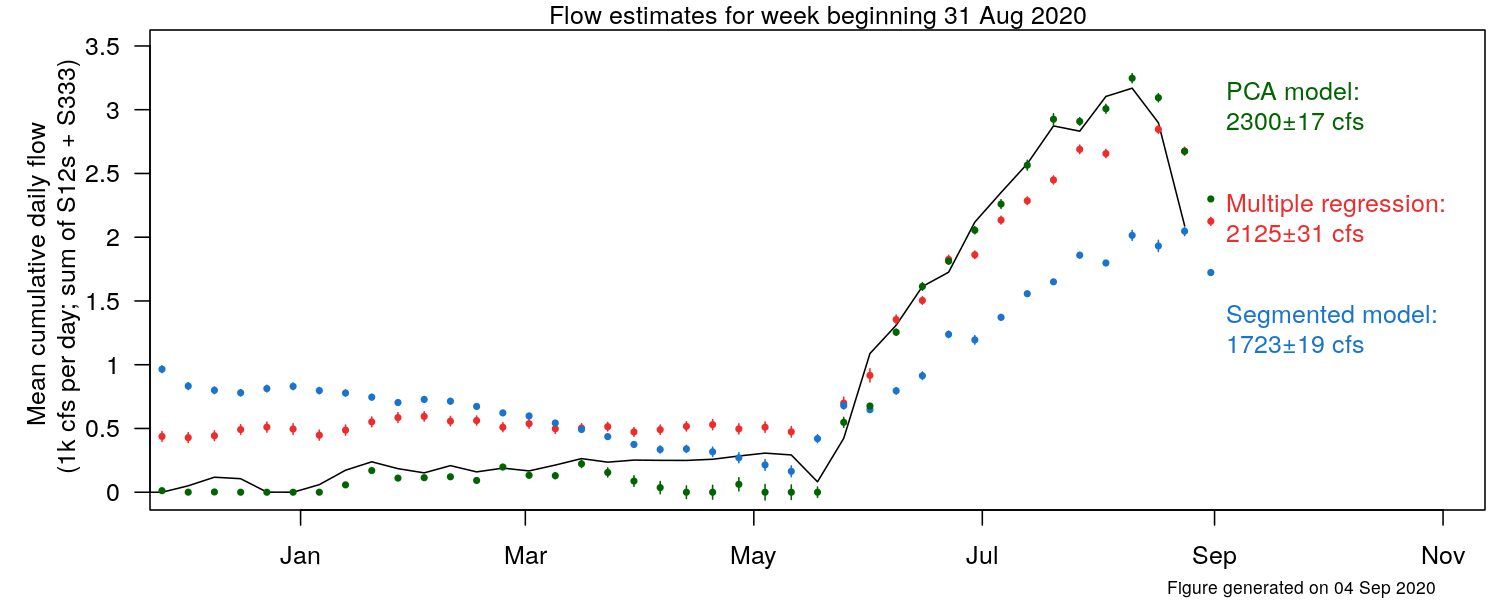 Flow estimates for week beginning 31 Aug 2020
Mean cumulative daily flow
(1k cfs per day; sum of S12s + S333)
3.5
3
2.5
2
1.5
1
0.5
0
PCA model:
2300±17 cfs
Multiple regression:
2125±31 cfs
Segmented model:
1723±19 cfs
Jan Mar May Jul Sep Nov
Figure generated on 04 Sep 2020